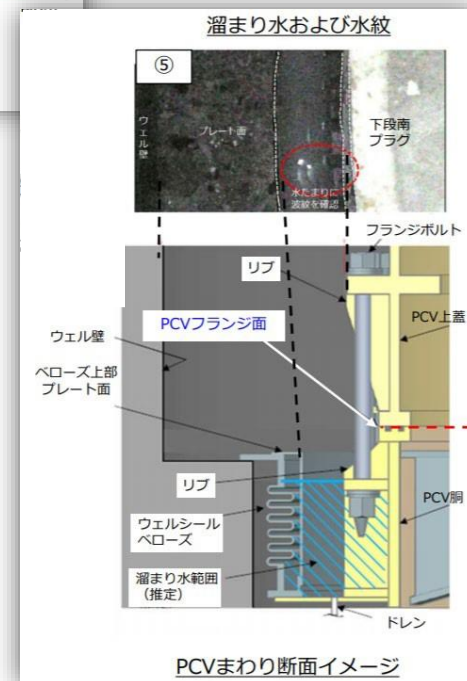 溜まり水および水紋
⑤
ウェル壁
プレート面
下段南
プラグ
水たまりに
波紋を確認
フランジボルト
リブ
PCVフランジ面
PCV上蓋
ウェル壁
ベローズ上部
プレート面
リブ
PCV胴
ウェルシール
ベローズ
溜まり水範囲
（推定）
ドレン
PCVまわり断面イメージ